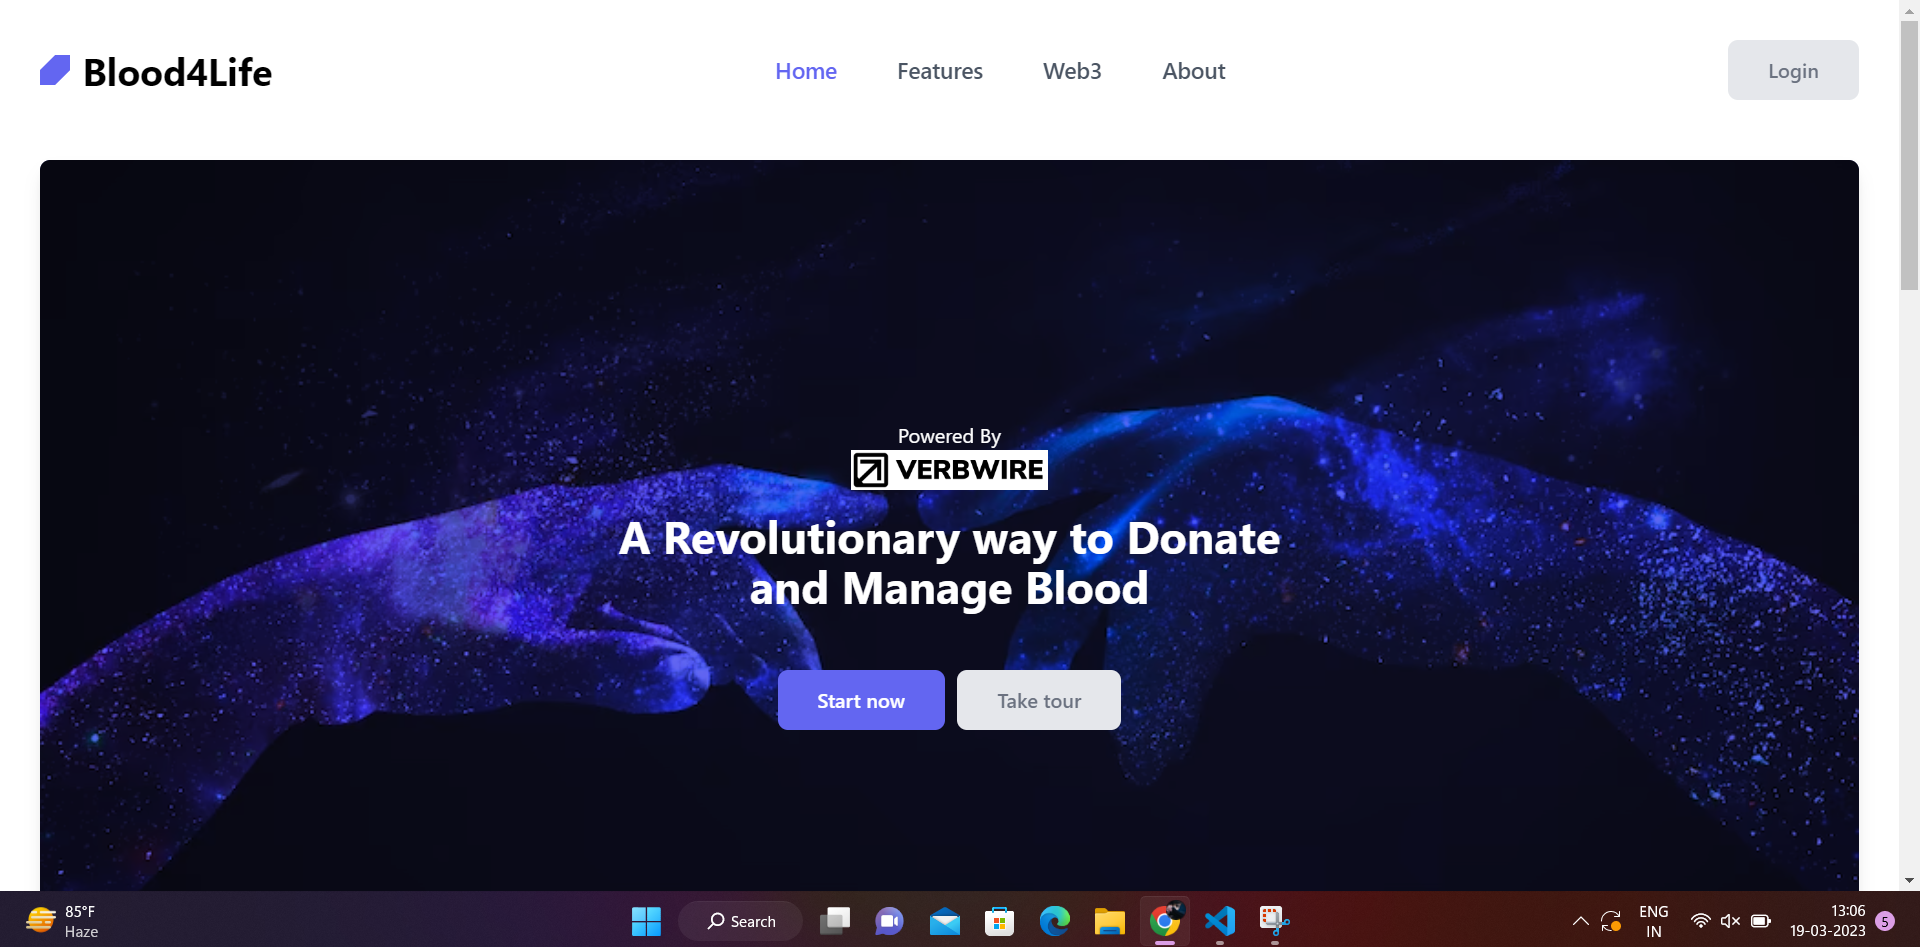 Blood4Life
Home
Features
Web3
About
Login
Powered By
VERBWIRE
A Revolutionary way to Donate
and Manage Blood
Start now
Take tour
85°F
Haze
Search
ENG
IN
13:06
19-03-2023
5